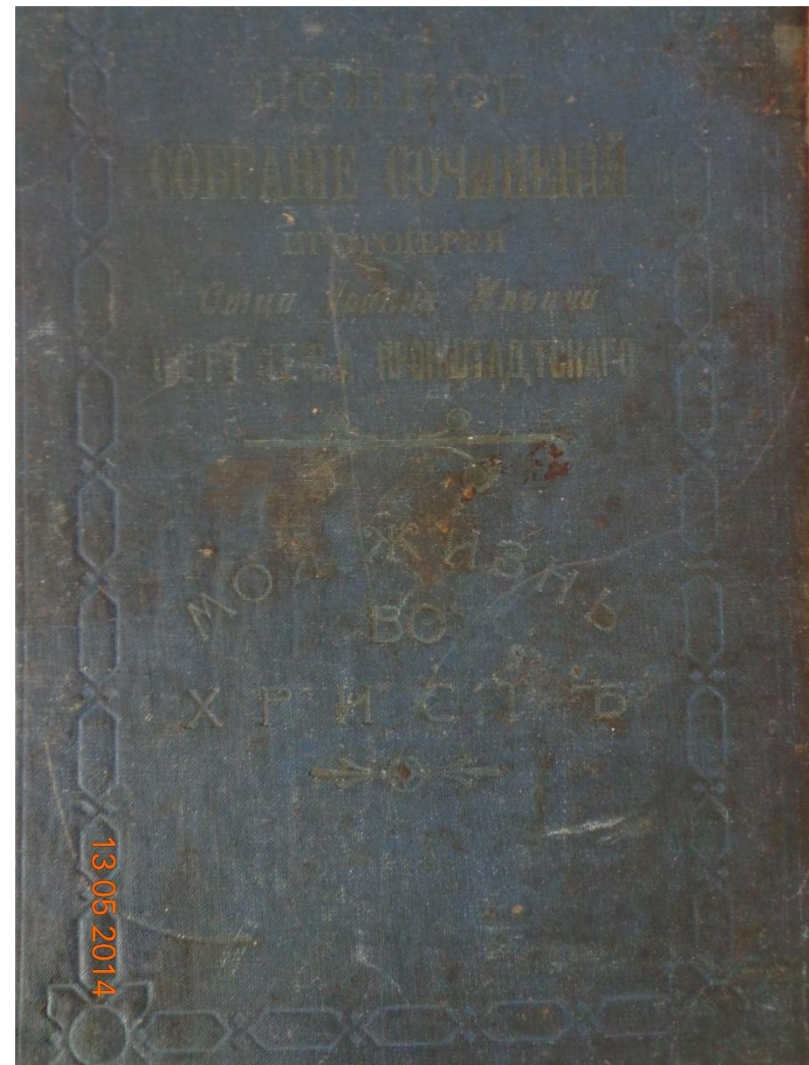 ПОЛНОЕ
СОБРАНІЕ СОЧИНЕНІЙ
ПРОТОІЕРЕЯ
Отца Іоанна Ильича
СЕРГІЕВА КРОНШТАДТСКАГО
МОЯ ЖИЗНЬ
ВО
ХРИСТѢ
13 05 2014